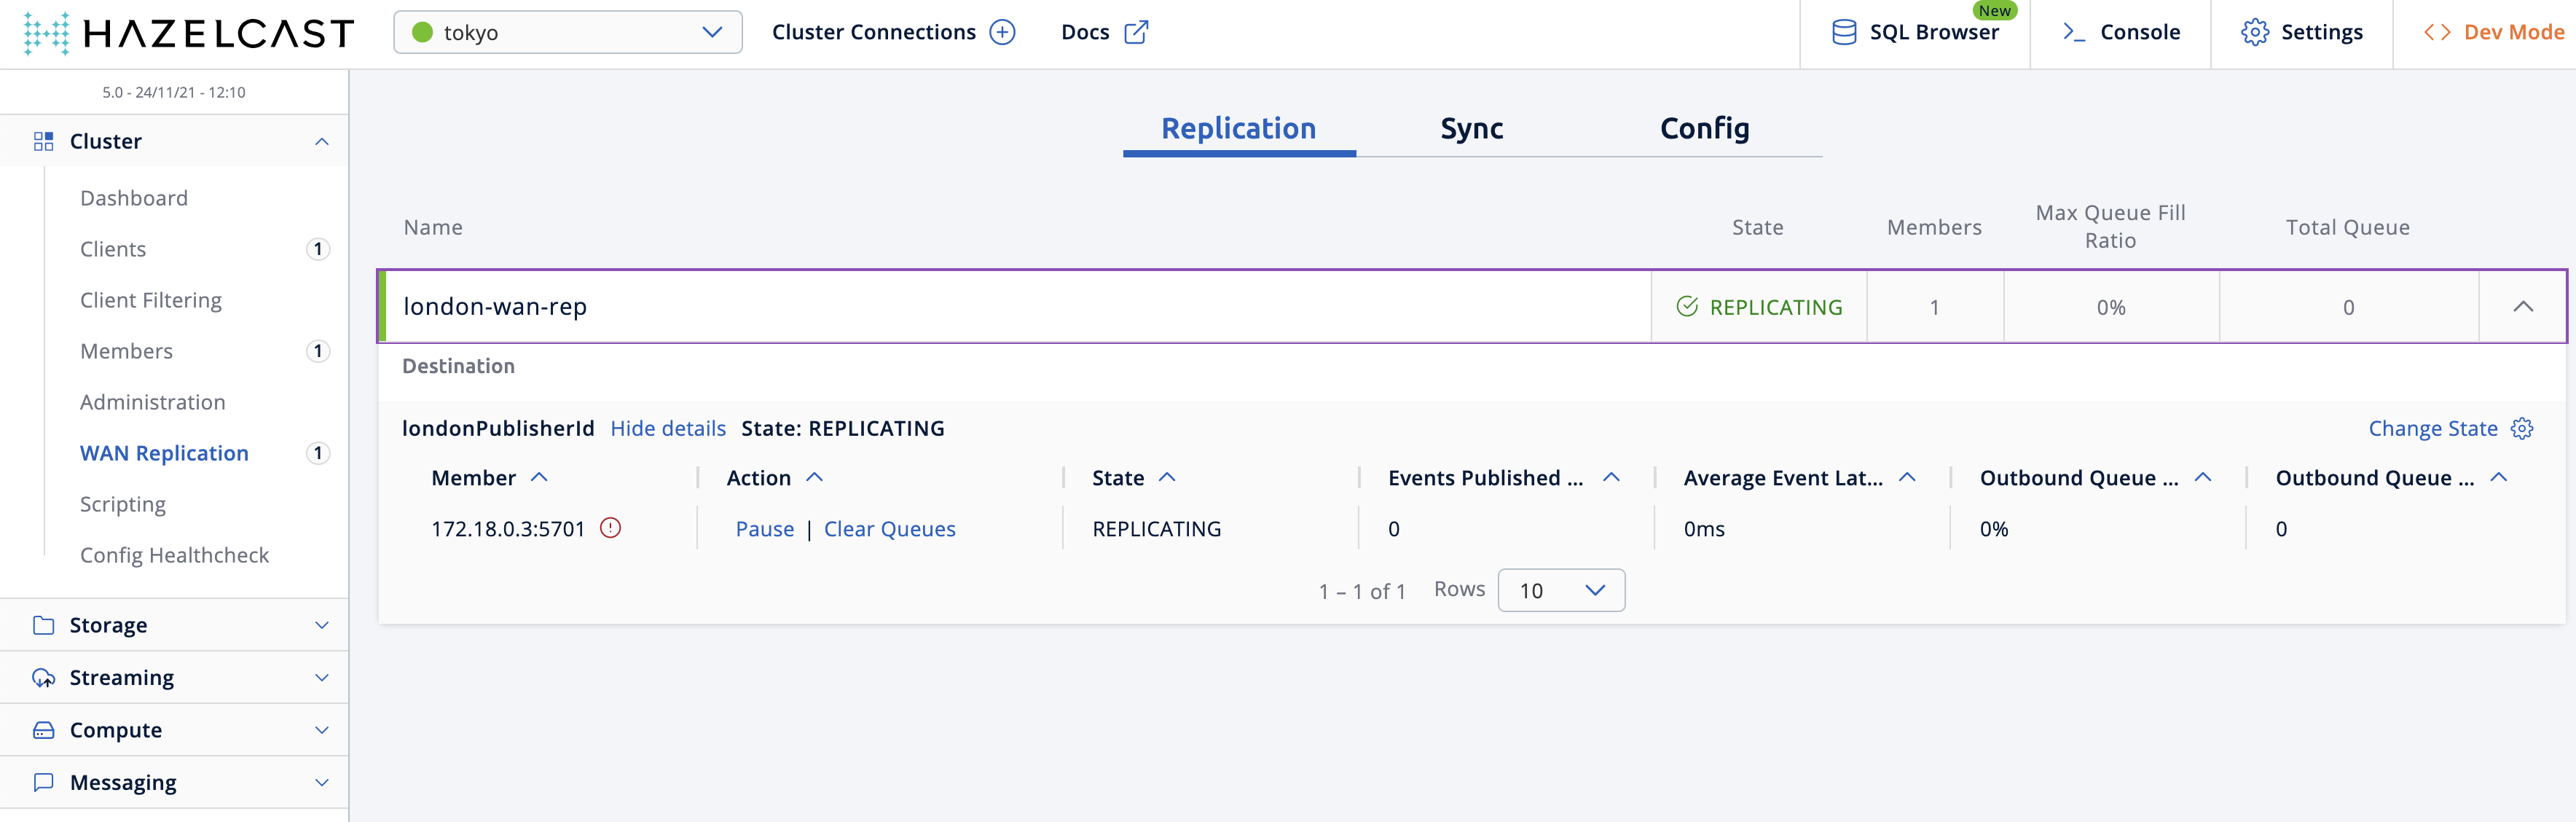 HAZELCAST
tokyo
Cluster Connections
Docs
New
SQL Browser
Console
Settings
Dev Mode
5.0 - 24/11/21 - 12:10
Cluster
Dashboard
Clients 1
Client Filtering
Members 1
Administration
WAN Replication 1
Scripting
Config Healthcheck
Storage
Streaming
Compute
Messaging
Replication Sync Config
Name State Members Max Queue Fill
Ratio Total Queue
london-wan-rep REPLICATING 1 0% 0
Destination
londonPublisherId Hide details State: REPLICATING Change State
Member Action State Events Published ... Average Event Lat... Outbound Queue ... Outbound Queue ...
172.18.0.3:5701 Pause | Clear Queues REPLICATING 0 0ms 0% 0
1 – 1 of 1 Rows 10